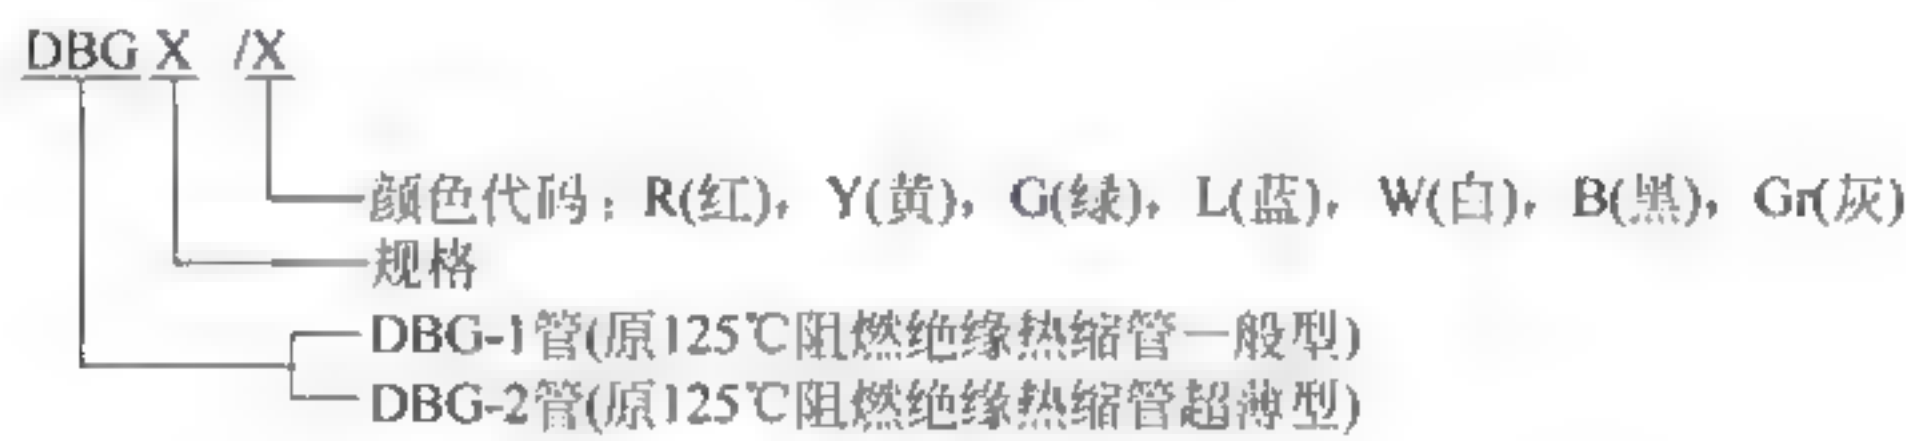 DBG X /X
颜色代码：R(红)，Y(黄)，G(绿)，L(蓝)，W(白)，B(黑)，Gr(灰)
规格
DBG-1管(原125℃阻燃绝缘热缩管一般型)
DBG-2管(原125℃阻燃绝缘热缩管超薄型)